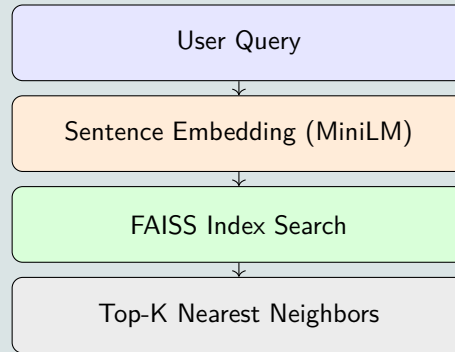 User Query
Sentence Embedding (MiniLM)
FAISS Index Search
Top-K Nearest Neighbors